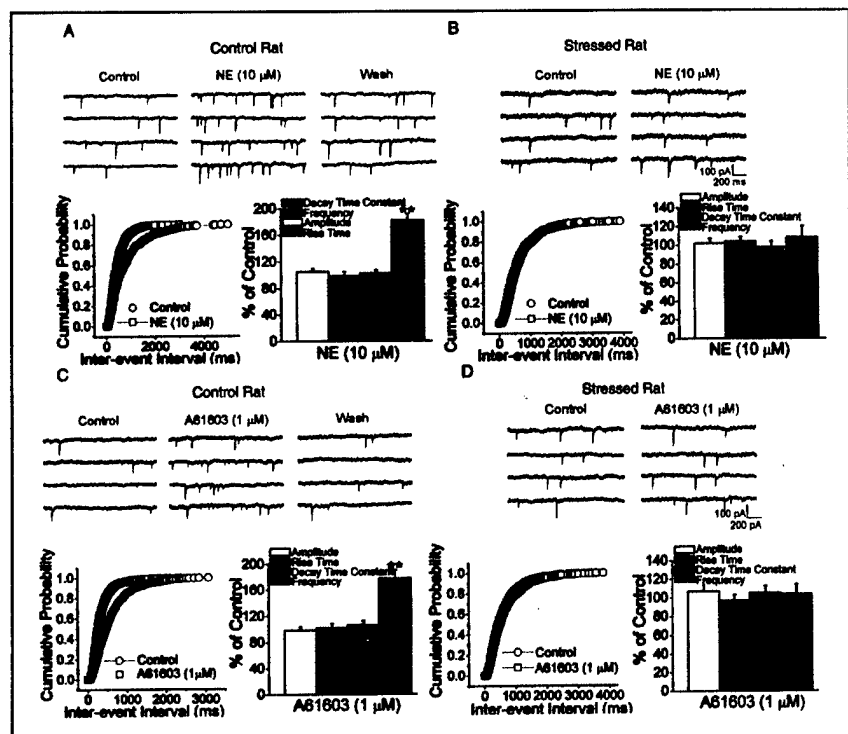 A
Control Rat
Control
NE (10 μM)
Wash
Cumulative Probability
1.0
0.8
0.6
0.4
0.2
0.0
Control
NE (10 μM)
0
2000
4000
Inter-event Interval (ms)
% of Control
200
160
120
80
40
0
Decay Time Constant
Frequency
Amplitude
Rise Time
**
NE (10 μM)
B
Stressed Rat
Control
NE (10 μM)
100 pA
200 ms
Cumulative Probability
1.0
0.8
0.6
0.4
0.2
0.0
Control
NE (10 μM)
0 1000 2000 3000 4000
Inter-event Interval (ms)
% of Control
140
120
100
80
60
40
20
0
Amplitude
Rise Time
Decay Time Constant
Frequency
NE (10 μM)
C
Control Rat
Control
A61603 (1 μM)
Wash
Cumulative Probability
1.0
0.8
0.6
0.4
0.2
0.0
Control
A61603 (1μM)
0 1000 2000 3000
Inter-event Interval (ms)
% of Control
200
160
120
80
40
0
Amplitude
Rise Time
Decay Time Constant
Frequency
**
A61603 (1 μM)
D
Stressed Rat
Control
A61603 (1 μM)
100 pA
200 pA
Cumulative Probability
1.0
0.8
0.6
0.4
0.2
0.0
Control
A61603 (1 μM)
0 1000 2000 3000 4000
Inter-event Interval (ms)
% of Control
140
120
100
80
60
40
20
0
Amplitude
Rise Time
Decay Time Constant
Frequency
A61603 (1 μM)